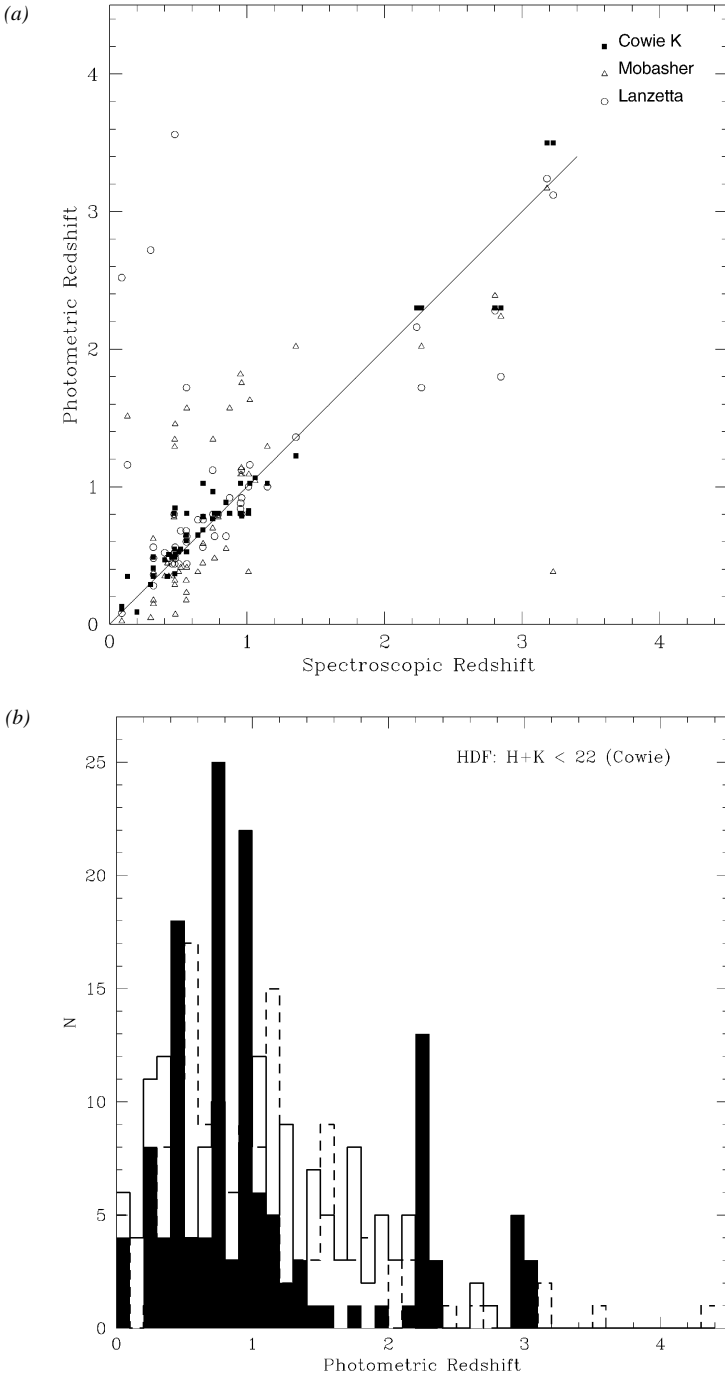 (a)
Cowie K
Mobasher
Lanzetta
4
3
2
1
0
Photometric Redshift
0 1 2 3 4
Spectroscopic Redshift
(b)
HDF: H+K < 22 (Cowie)
25
20
15
10
5
0
N
0 1 2 3 4
Photometric Redshift